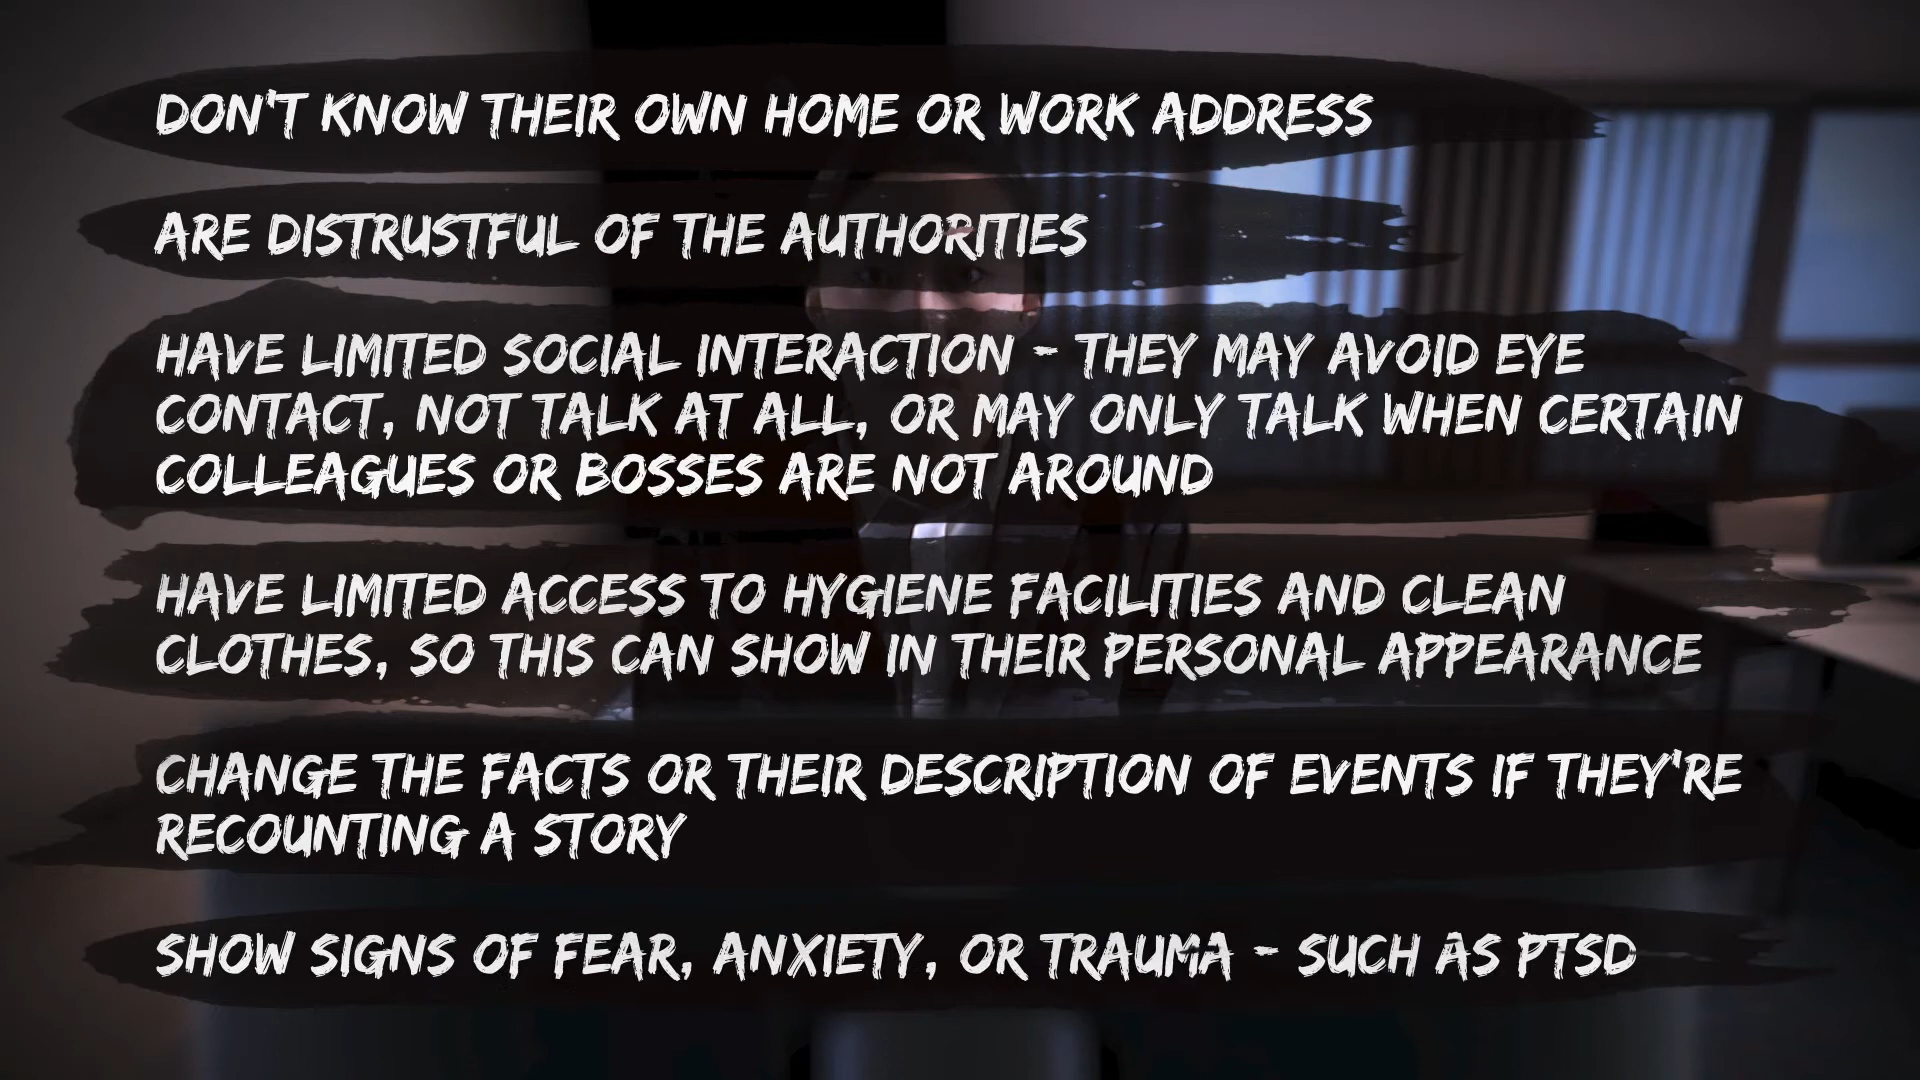 DON'T KNOW THEIR OWN HOME OR WORK ADDRESS
ARE DISTRUSTFUL OF THE AUTHORITIES
HAVE LIMITED SOCIAL INTERACTION - THEY MAY AVOID EYE
CONTACT, NOT TALK AT ALL, OR MAY ONLY TALK WHEN CERTAIN
COLLEAGUES OR BOSSES ARE NOT AROUND
HAVE LIMITED ACCESS TO HYGIENE FACILITIES AND CLEAN
CLOTHES, SO THIS CAN SHOW IN THEIR PERSONAL APPEARANCE
CHANGE THE FACTS OR THEIR DESCRIPTION OF EVENTS IF THEY'RE
RECOUNTING A STORY
SHOW SIGNS OF FEAR, ANXIETY, OR TRAUMA - SUCH AS PTSD